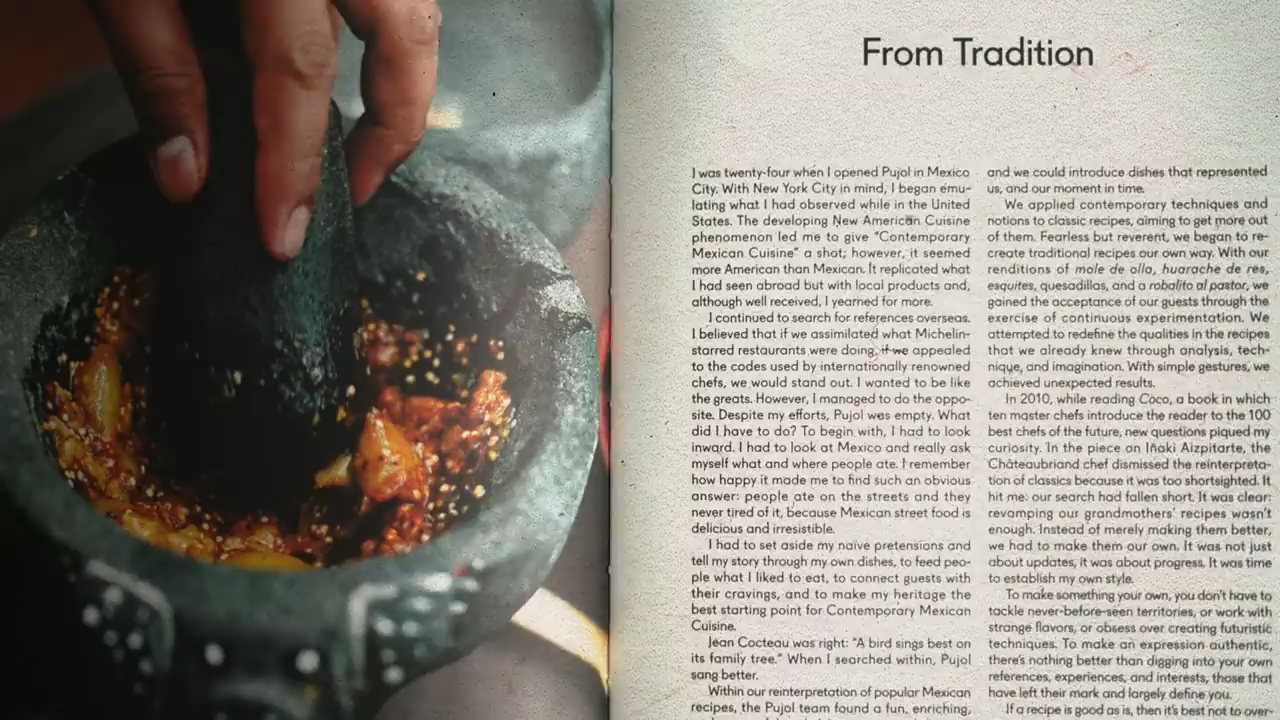 From Tradition
I was twenty-four when I opened Pujol in Mexico
City. With New York City in mind, I began emu-
lating what I had observed while in the United
States. The developing New American Cuisine
phenomenon led me to give “Contemporary
Mexican Cuisine” a shot; however, it seemed
more American than Mexican. It replicated what
I had seen abroad but with local products and,
although well received, I yearned for more.
I continued to search for references overseas.
I believed that if we assimilated what Michelin-
starred restaurants were doing, if we appealed
to the codes used by internationally renowned
chefs, we would stand out. I wanted to be like
the greats. However, I managed to do the oppo-
site. Despite my efforts, Pujol was empty. What
did I have to do? To begin with, I had to look
inward. I had to look at Mexico and really ask
myself what and where people ate. I remember
how happy it made me to find such an obvious
answer: people ate on the streets and they
never tired of it, because Mexican street food is
delicious and irresistible.
I had to set aside my naïve pretensions and
tell my story through my own dishes, to feed peo-
ple what I liked to eat, to connect guests with
their cravings, and to make my heritage the
best starting point for Contemporary Mexican
Cuisine.
Jean Cocteau was right: “A bird sings best on
its family tree.” When I searched within, Pujol
sang better.
Within our reinterpretation of popular Mexican
recipes, the Pujol team found a fun, enriching,
and we could introduce dishes that represented
us, and our moment in time.
We applied contemporary techniques and
notions to classic recipes, aiming to get more out
of them. Fearless but reverent, we began to re-
create traditional recipes our own way. With our
renditions of mole de olla, huarache de res,
esquites, quesadillas, and a robalito al pastor, we
gained the acceptance of our guests through the
exercise of continuous experimentation. We
attempted to redefine the qualities in the recipes
that we already knew through analysis, tech-
nique, and imagination. With simple gestures, we
achieved unexpected results.
In 2010, while reading Coco, a book in which
ten master chefs introduce the reader to the 100
best chefs of the future, new questions piqued my
curiosity. In the piece on Iñaki Aizpitarte, the
Châteaubriand chef dismissed the reinterpreta-
tion of classics because it was too shortsighted. It
hit me: our search had fallen short. It was clear:
revamping our grandmothers’ recipes wasn’t
enough. Instead of merely making them better,
we had to make them our own. It was not just
about updates, it was about progress. It was time
to establish my own style.
To make something your own, you don’t have to
tackle never-before-seen territories, or work with
strange flavors, or obsess over creating futuristic
techniques. To make an expression authentic,
there’s nothing better than digging into your own
references, experiences, and interests, those that
have left their mark and largely define you.
If a recipe is good as is, then it’s best not to over-